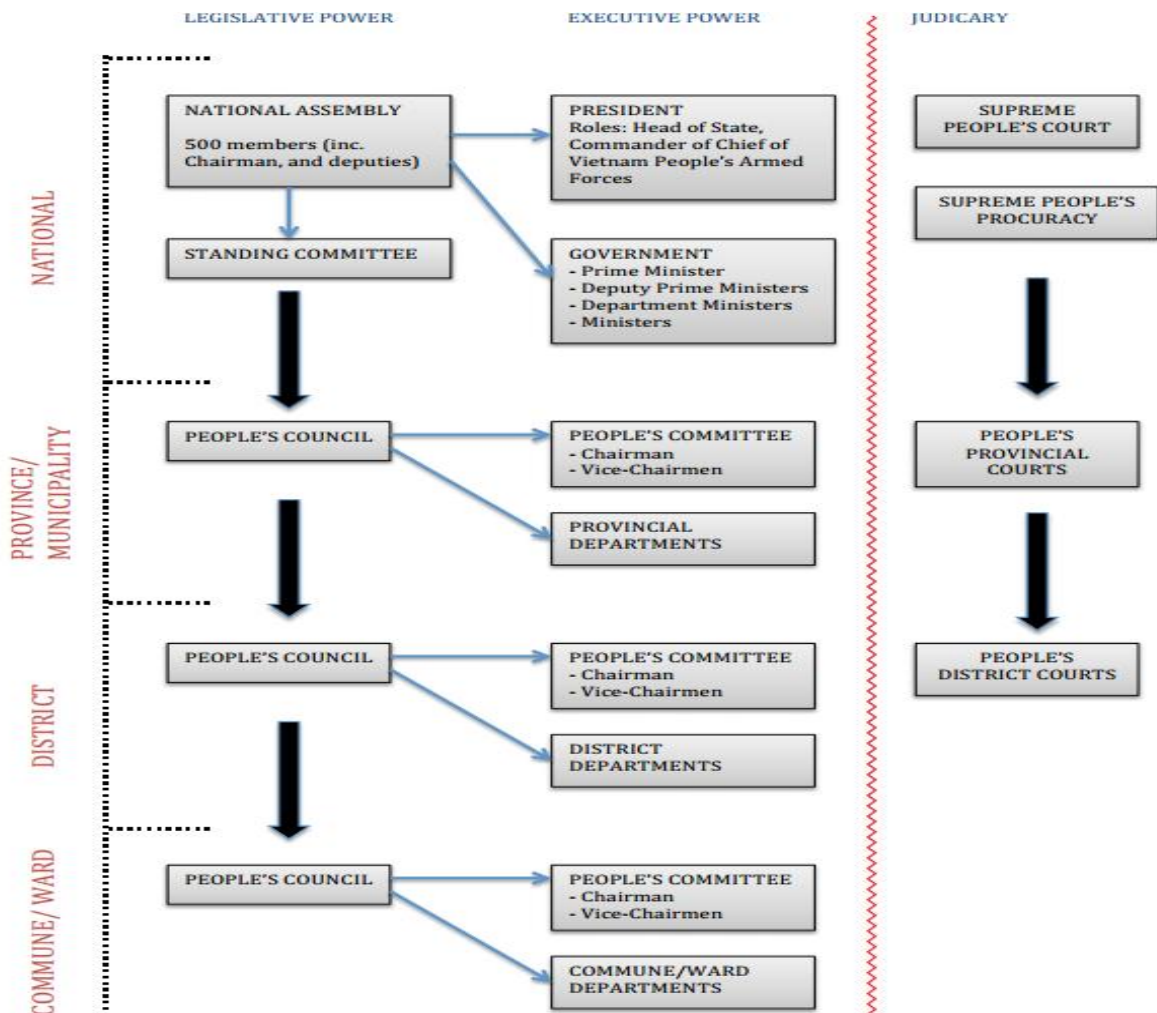 LEGISLATIVE POWER
EXECUTIVE POWER
JUDICARY
NATIONAL
NATIONAL ASSEMBLY
500 members (inc.
Chairman, and deputies)
STANDING COMMITTEE
PRESIDENT
Roles: Head of State,
Commander of Chief of
Vietnam People's Armed
Forces
GOVERNMENT
- Prime Minister
- Deputy Prime Ministers
- Department Ministers
- Ministers
SUPREME
PEOPLE'S COURT
SUPREME PEOPLE'S
PROCURACY
PROVINCE/
MUNICIPALITY
PEOPLE'S COUNCIL
PEOPLE'S COMMITTEE
- Chairman
- Vice-Chairmen
PROVINCIAL
DEPARTMENTS
PEOPLE'S
PROVINCIAL
COURTS
DISTRICT
PEOPLE'S COUNCIL
PEOPLE'S COMMITTEE
- Chairman
- Vice-Chairmen
DISTRICT
DEPARTMENTS
PEOPLE'S
DISTRICT COURTS
COMMUNE/ WARD
PEOPLE'S COUNCIL
PEOPLE'S COMMITTEE
- Chairman
- Vice-Chairmen
COMMUNE/WARD
DEPARTMENTS